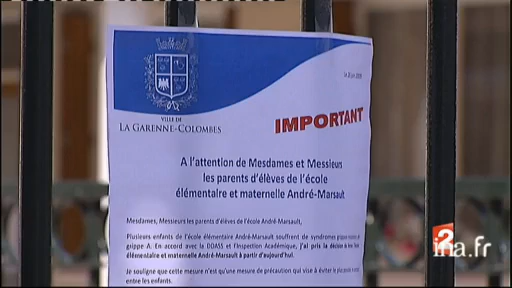 VILLE DE
LA GARENNE-COLOMBES
IMPORTANT
A l'attention de Mesdames et Messieurs
les parents d'élèves de l'école
élémentaire et maternelle André-Marsault
Mesdames, Messieurs les parents d'élèves de l'école André-Marsault,
Plusieurs enfants de l'école élémentaire André-Marsault souffrent de syndromes
grippe A. En accord avec la DDASS et l'Inspection Académique, j'ai pris la décision de
élémentaire et maternelle André-Marsault à partir d'aujourd'hui.
Je souligne que cette mesure n'est qu'une mesure de précaution qui vise à éviter le plus
entre les enfants.
2
ina.fr